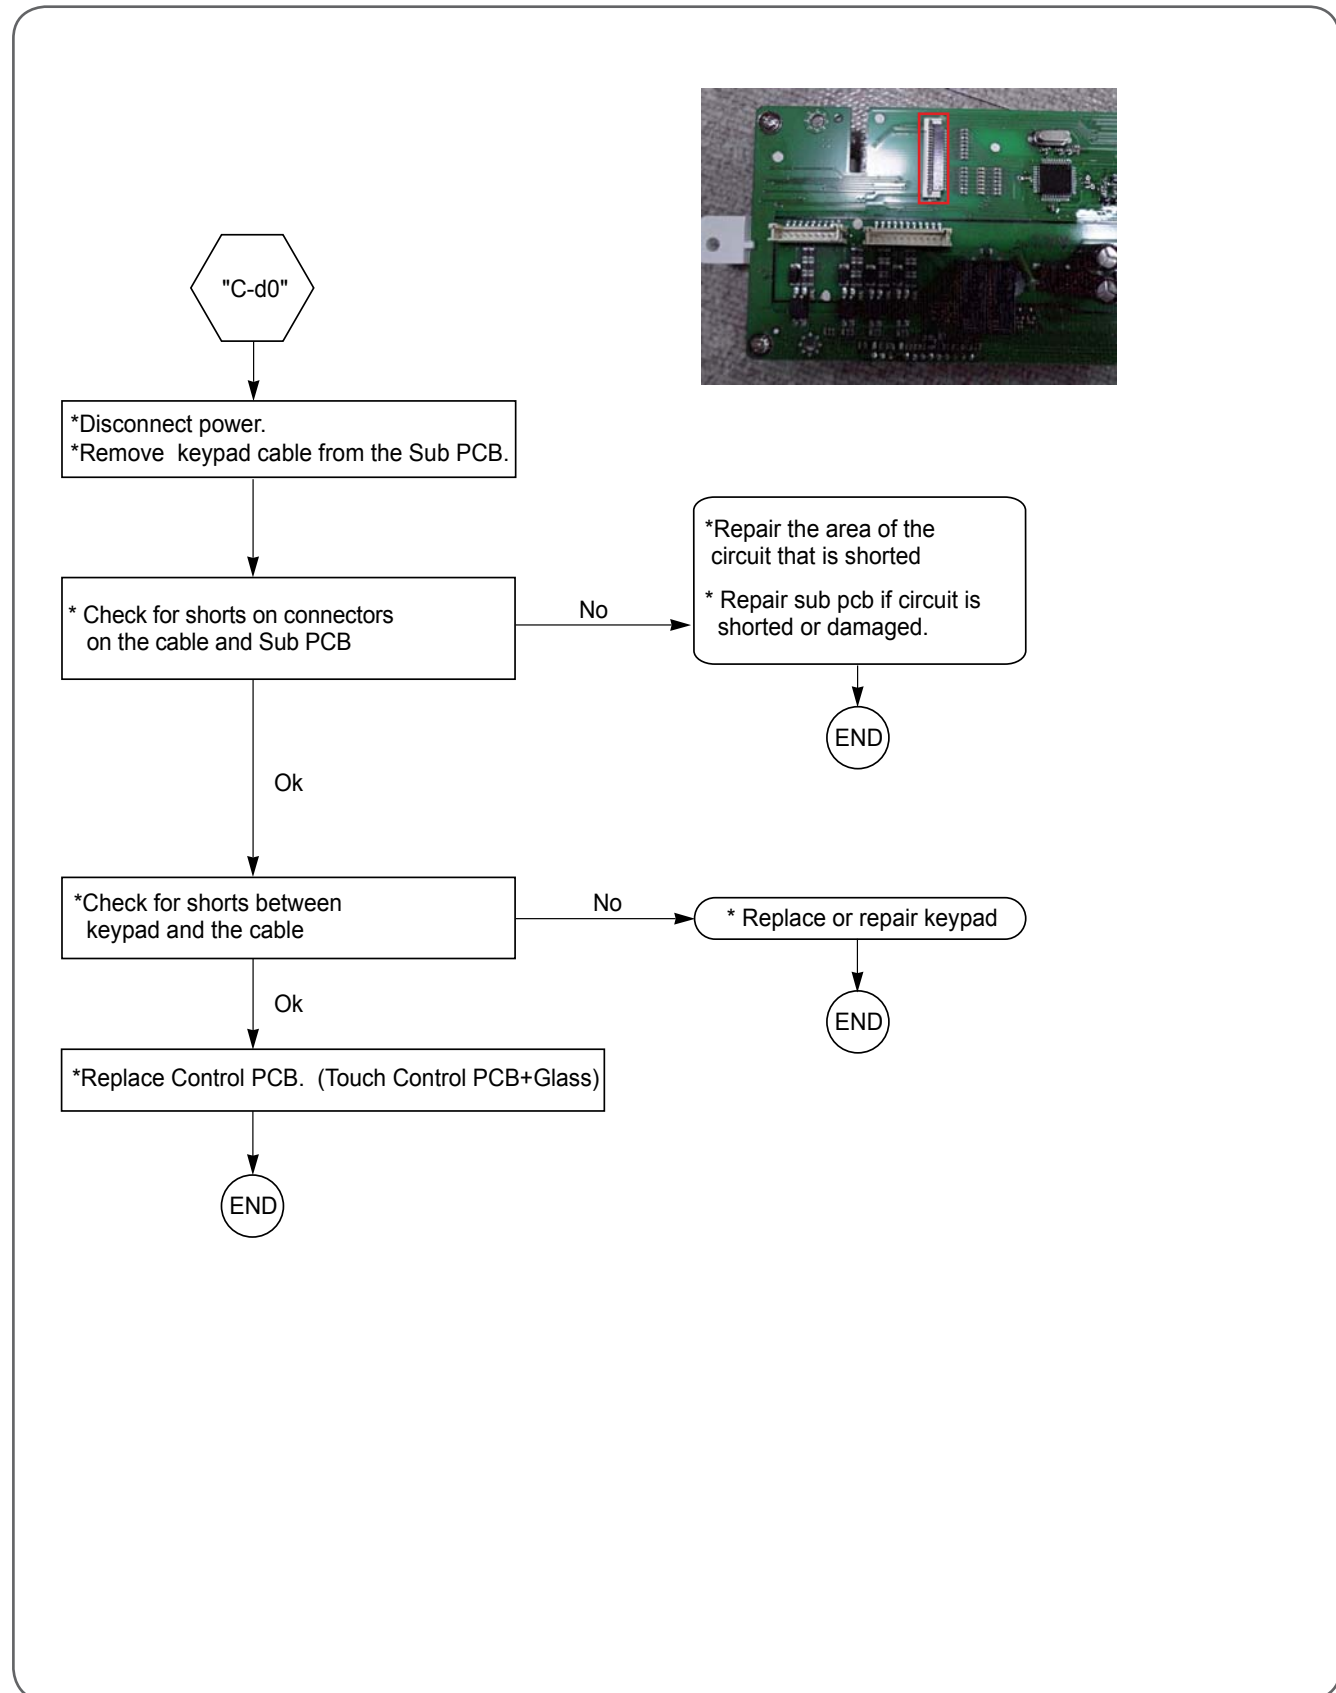 "C-d0"
*Disconnect power.
*Remove  keypad cable from the Sub PCB.
* Check for shorts on connectors
on the cable and Sub PCB
No
*Repair the area of the
circuit that is shorted
* Repair sub pcb if circuit is
shorted or damaged.
END
Ok
*Check for shorts between
keypad and the cable
No
* Replace or repair keypad
END
Ok
*Replace Control PCB.  (Touch Control PCB+Glass)
END